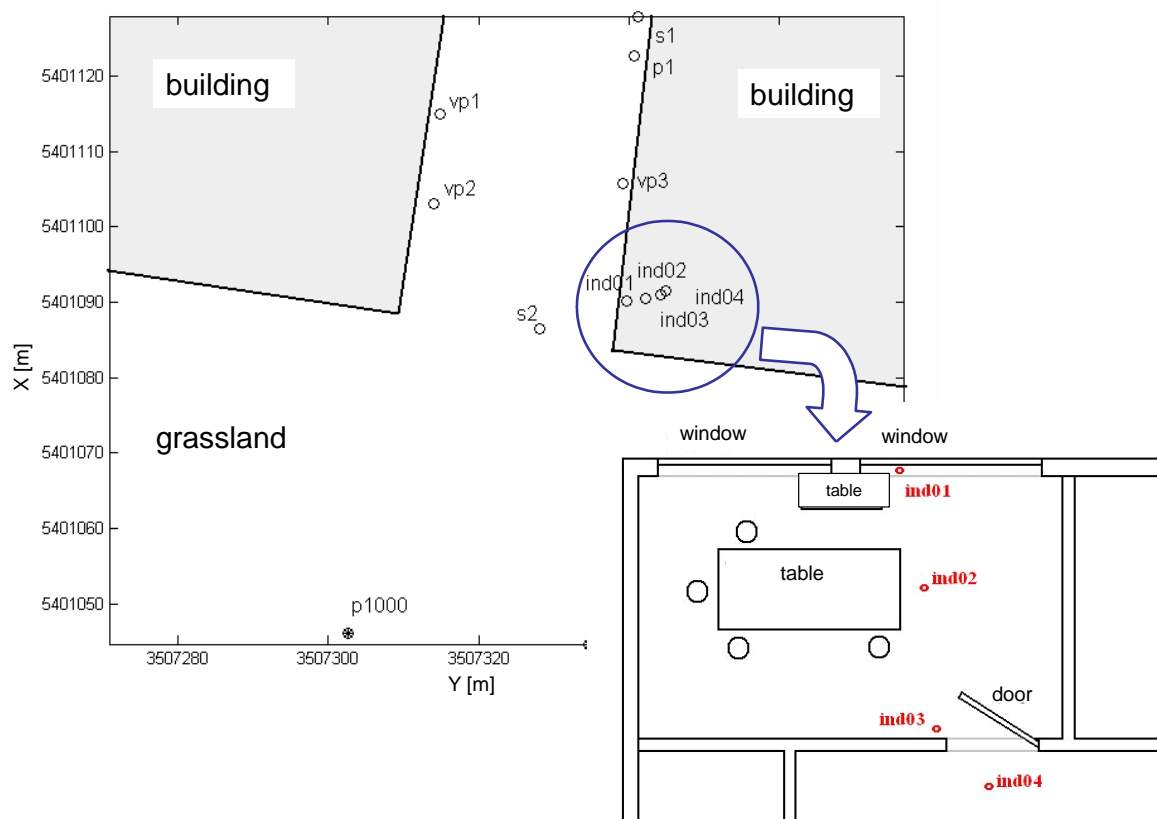 s1
p1
5401120
building
building
vp1
5401110
vp2
vp3
5401100
ind01
ind02
ind04
5401090
ind03
s2
5401080
X [m]
5401070
grassland
5401060
5401050
p1000
3507280
3507300
3507320
Y [m]
window
window
table
ind01
table
ind02
door
ind03
ind04